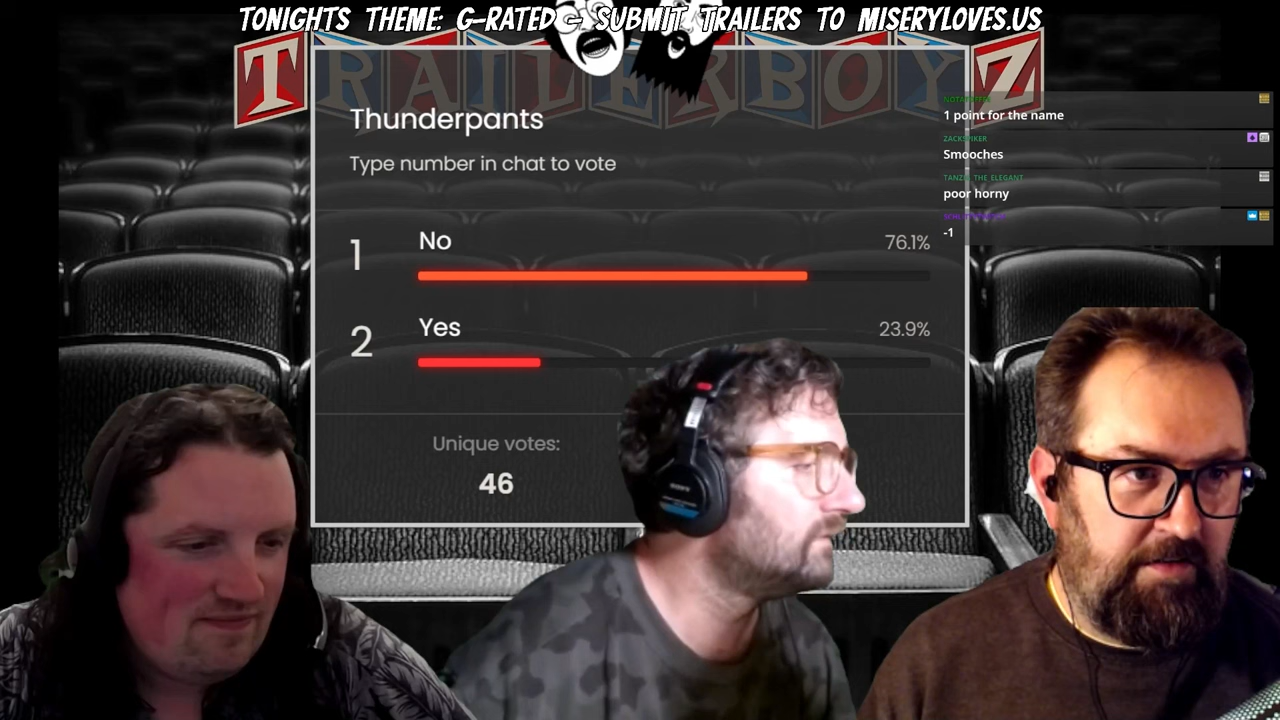 TONIGHTS THEME: G-RATED - SUBMIT TRAILERS TO MISERYLOVES.US
TRAILERBOYZ
Thunderpants
Type number in chat to vote
1 No 76.1%
2 Yes 23.9%
Unique votes:
46
1 point for the name
Smooches
TANZ THE ELEGANT
poor horny
-1
SONY